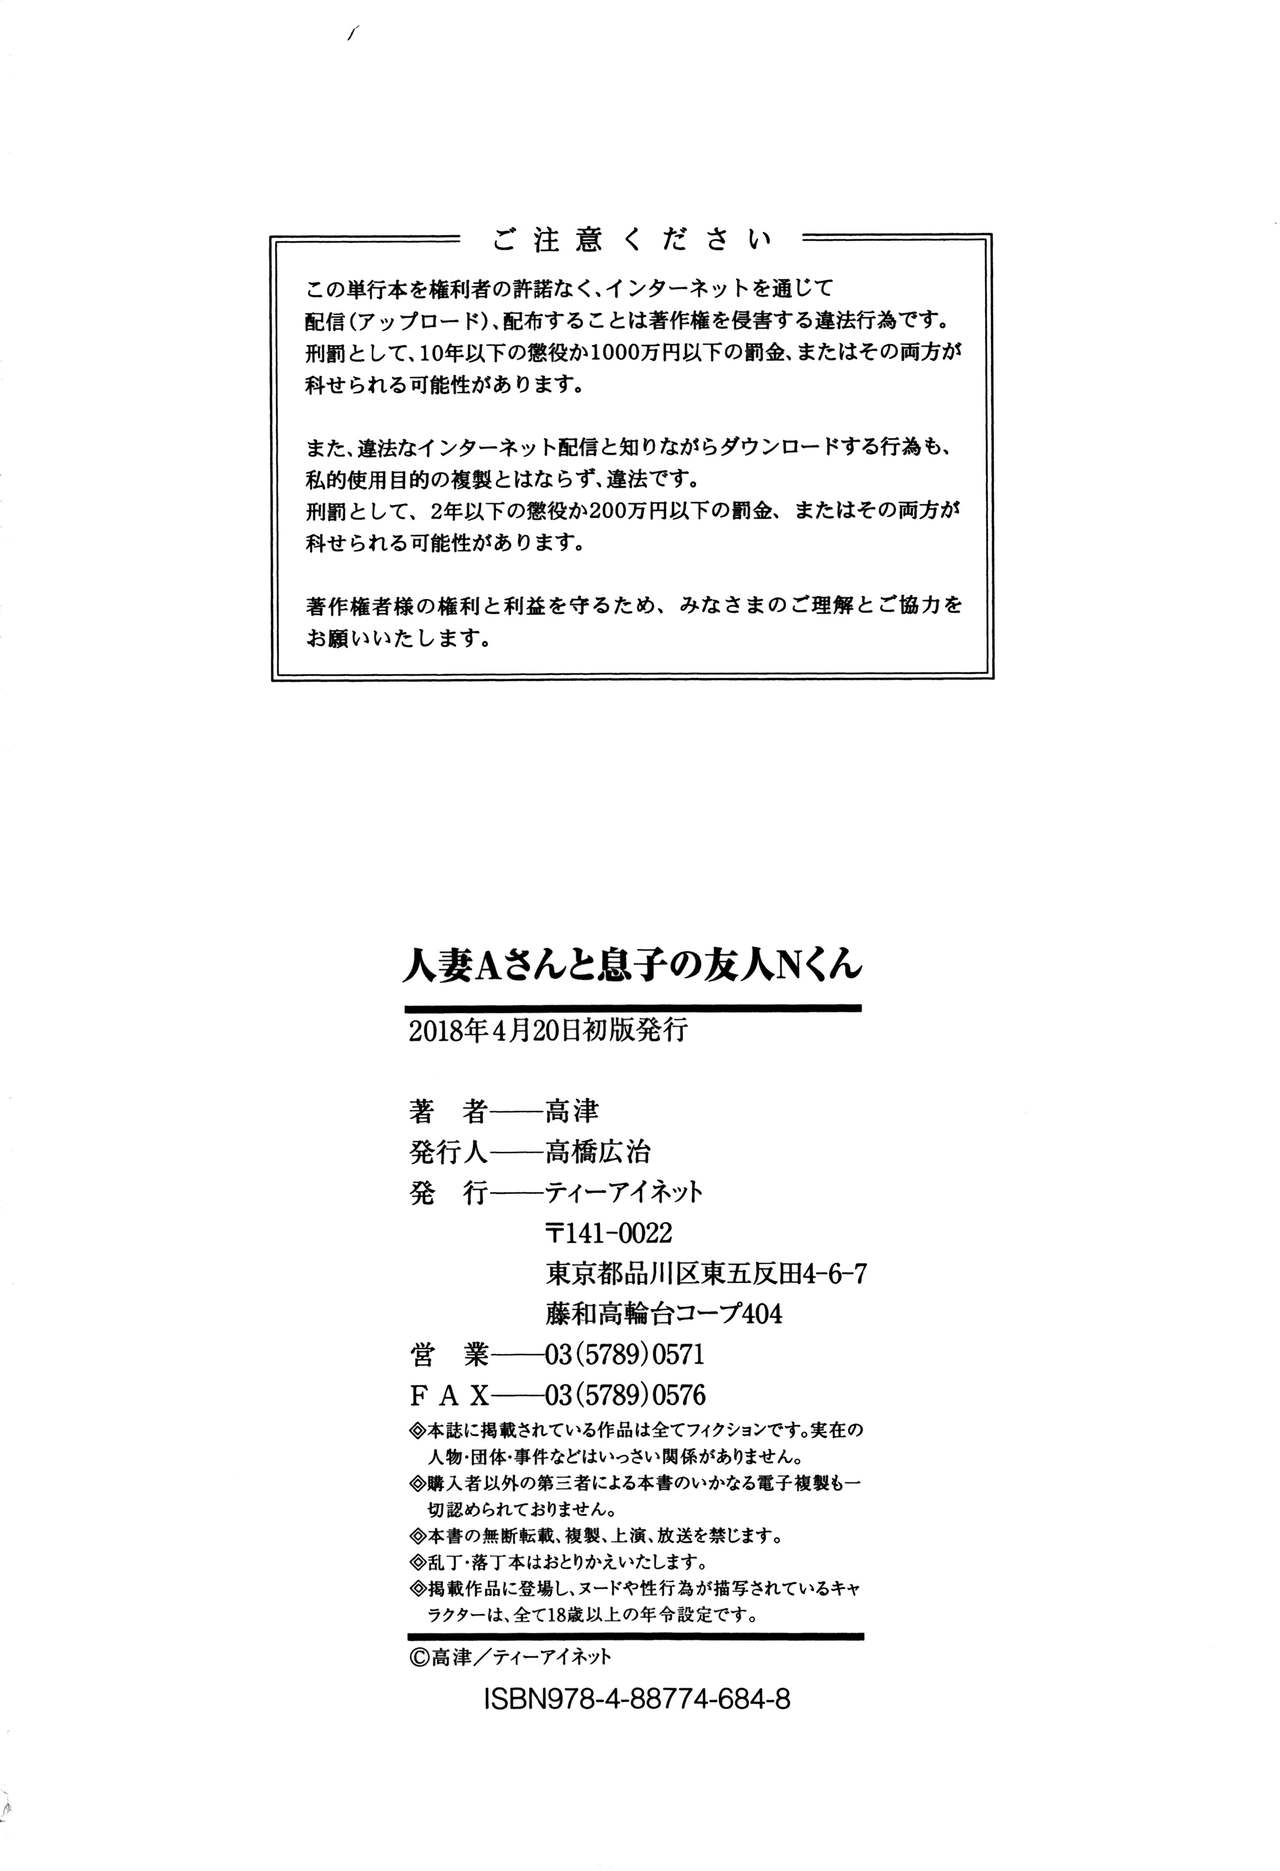 ご注意ください
この単行本を権利者の許諾なく、インターネットを通じて
配信(アップロード)、配布することは著作権を侵害する違法行為です。
刑罰として、10年以下の懲役か1000万円以下の罰金、またはその両方が
科せられる可能性があります。
また、違法なインターネット配信と知りながらダウンロードする行為も、
私的使用目的の複製とはならず、違法です。
刑罰として、2年以下の懲役か200万円以下の罰金、またはその両方が
科せられる可能性があります。
著作権者様の権利と利益を守るため、みなさまのご理解とご協力を
お願いいたします。
人妻Aさんと息子の友人Nくん
2018年4月20日初版発行
著　者――高津
発行人――高橋広治
発　行――ティーアイネット
〒141-0022
東京都品川区東五反田4-6-7
藤和高輪台コープ404
営　業――03(5789)0571
FAX――03(5789)0576
◇本誌に掲載されている作品は全てフィクションです。実在の
人物・団体・事件などはいっさい関係がありません。
◇購入者以外の第三者による本書のいかなる電子複製も一
切認められておりません。
◇本書の無断転載、複製、上演、放送を禁じます。
◇乱丁・落丁本はおとりかえいたします。
◇掲載作品に登場し、ヌードや性行為が描写されているキャ
ラクターは、全て18歳以上の年令設定です。
©高津／ティーアイネット
ISBN978-4-88774-684-8